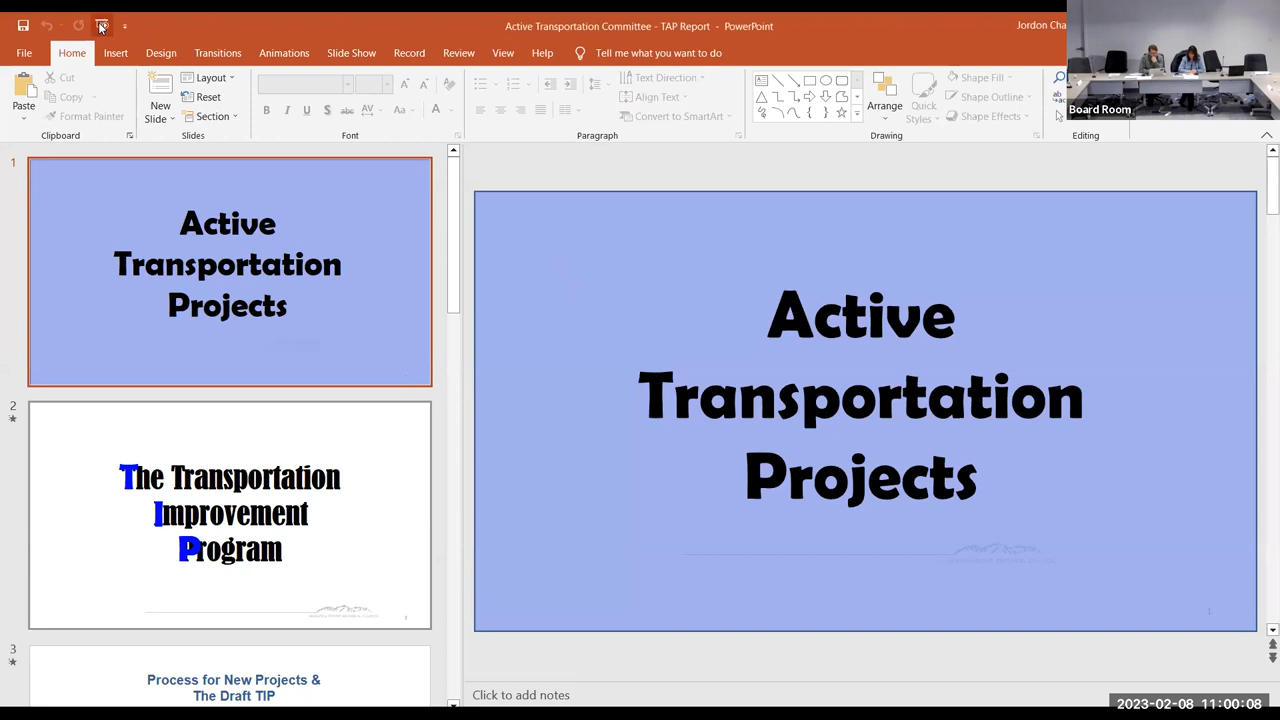 Active Transportation Committee - TAP Report - PowerPoint
Jordon Cha
File
Home
Insert
Design
Transitions
Animations
Slide Show
Record
Review
View
Help
Tell me what you want to do
Paste
Cut
Copy
Format Painter
Clipboard
New
Slide
Layout
Reset
Section
Slides
B I U S abc AV Aa A
Font
Text Direction
Align Text
Convert to SmartArt
Paragraph
Arrange
Quick
Styles
Shape Fill
Shape Outline
Shape Effects
Drawing
Editing
Board Room
1
Active
Transportation
Projects
2
The Transportation
Improvement
Program
3
Process for New Projects &
The Draft TIP
Active
Transportation
Projects
1
Click to add notes
2023-02-08 11:00:08